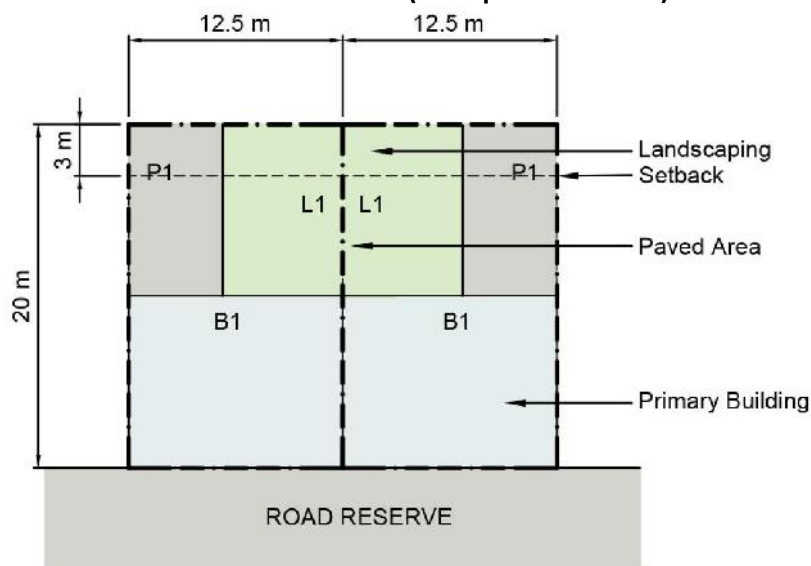 12.5 m
12.5 m
3 m
20 m
P1
P1
L1
L1
B1
B1
Landscaping
Setback
Paved Area
Primary Building
ROAD RESERVE